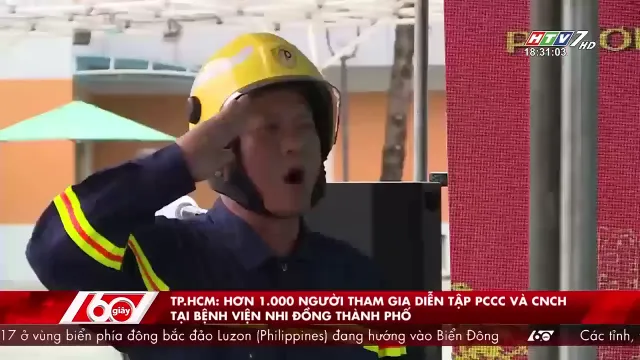 HTV7 HD
18:31:03
60 giây
TP.HCM: HƠN 1.000 NGƯỜI THAM GIA DIỄN TẬP PCCC VÀ CNCH
TẠI BỆNH VIỆN NHI ĐỒNG THÀNH PHỐ
17 ở vùng biển phía đông bắc đảo Luzon (Philippines) đang hướng vào Biển Đông 60 Các tỉnh,